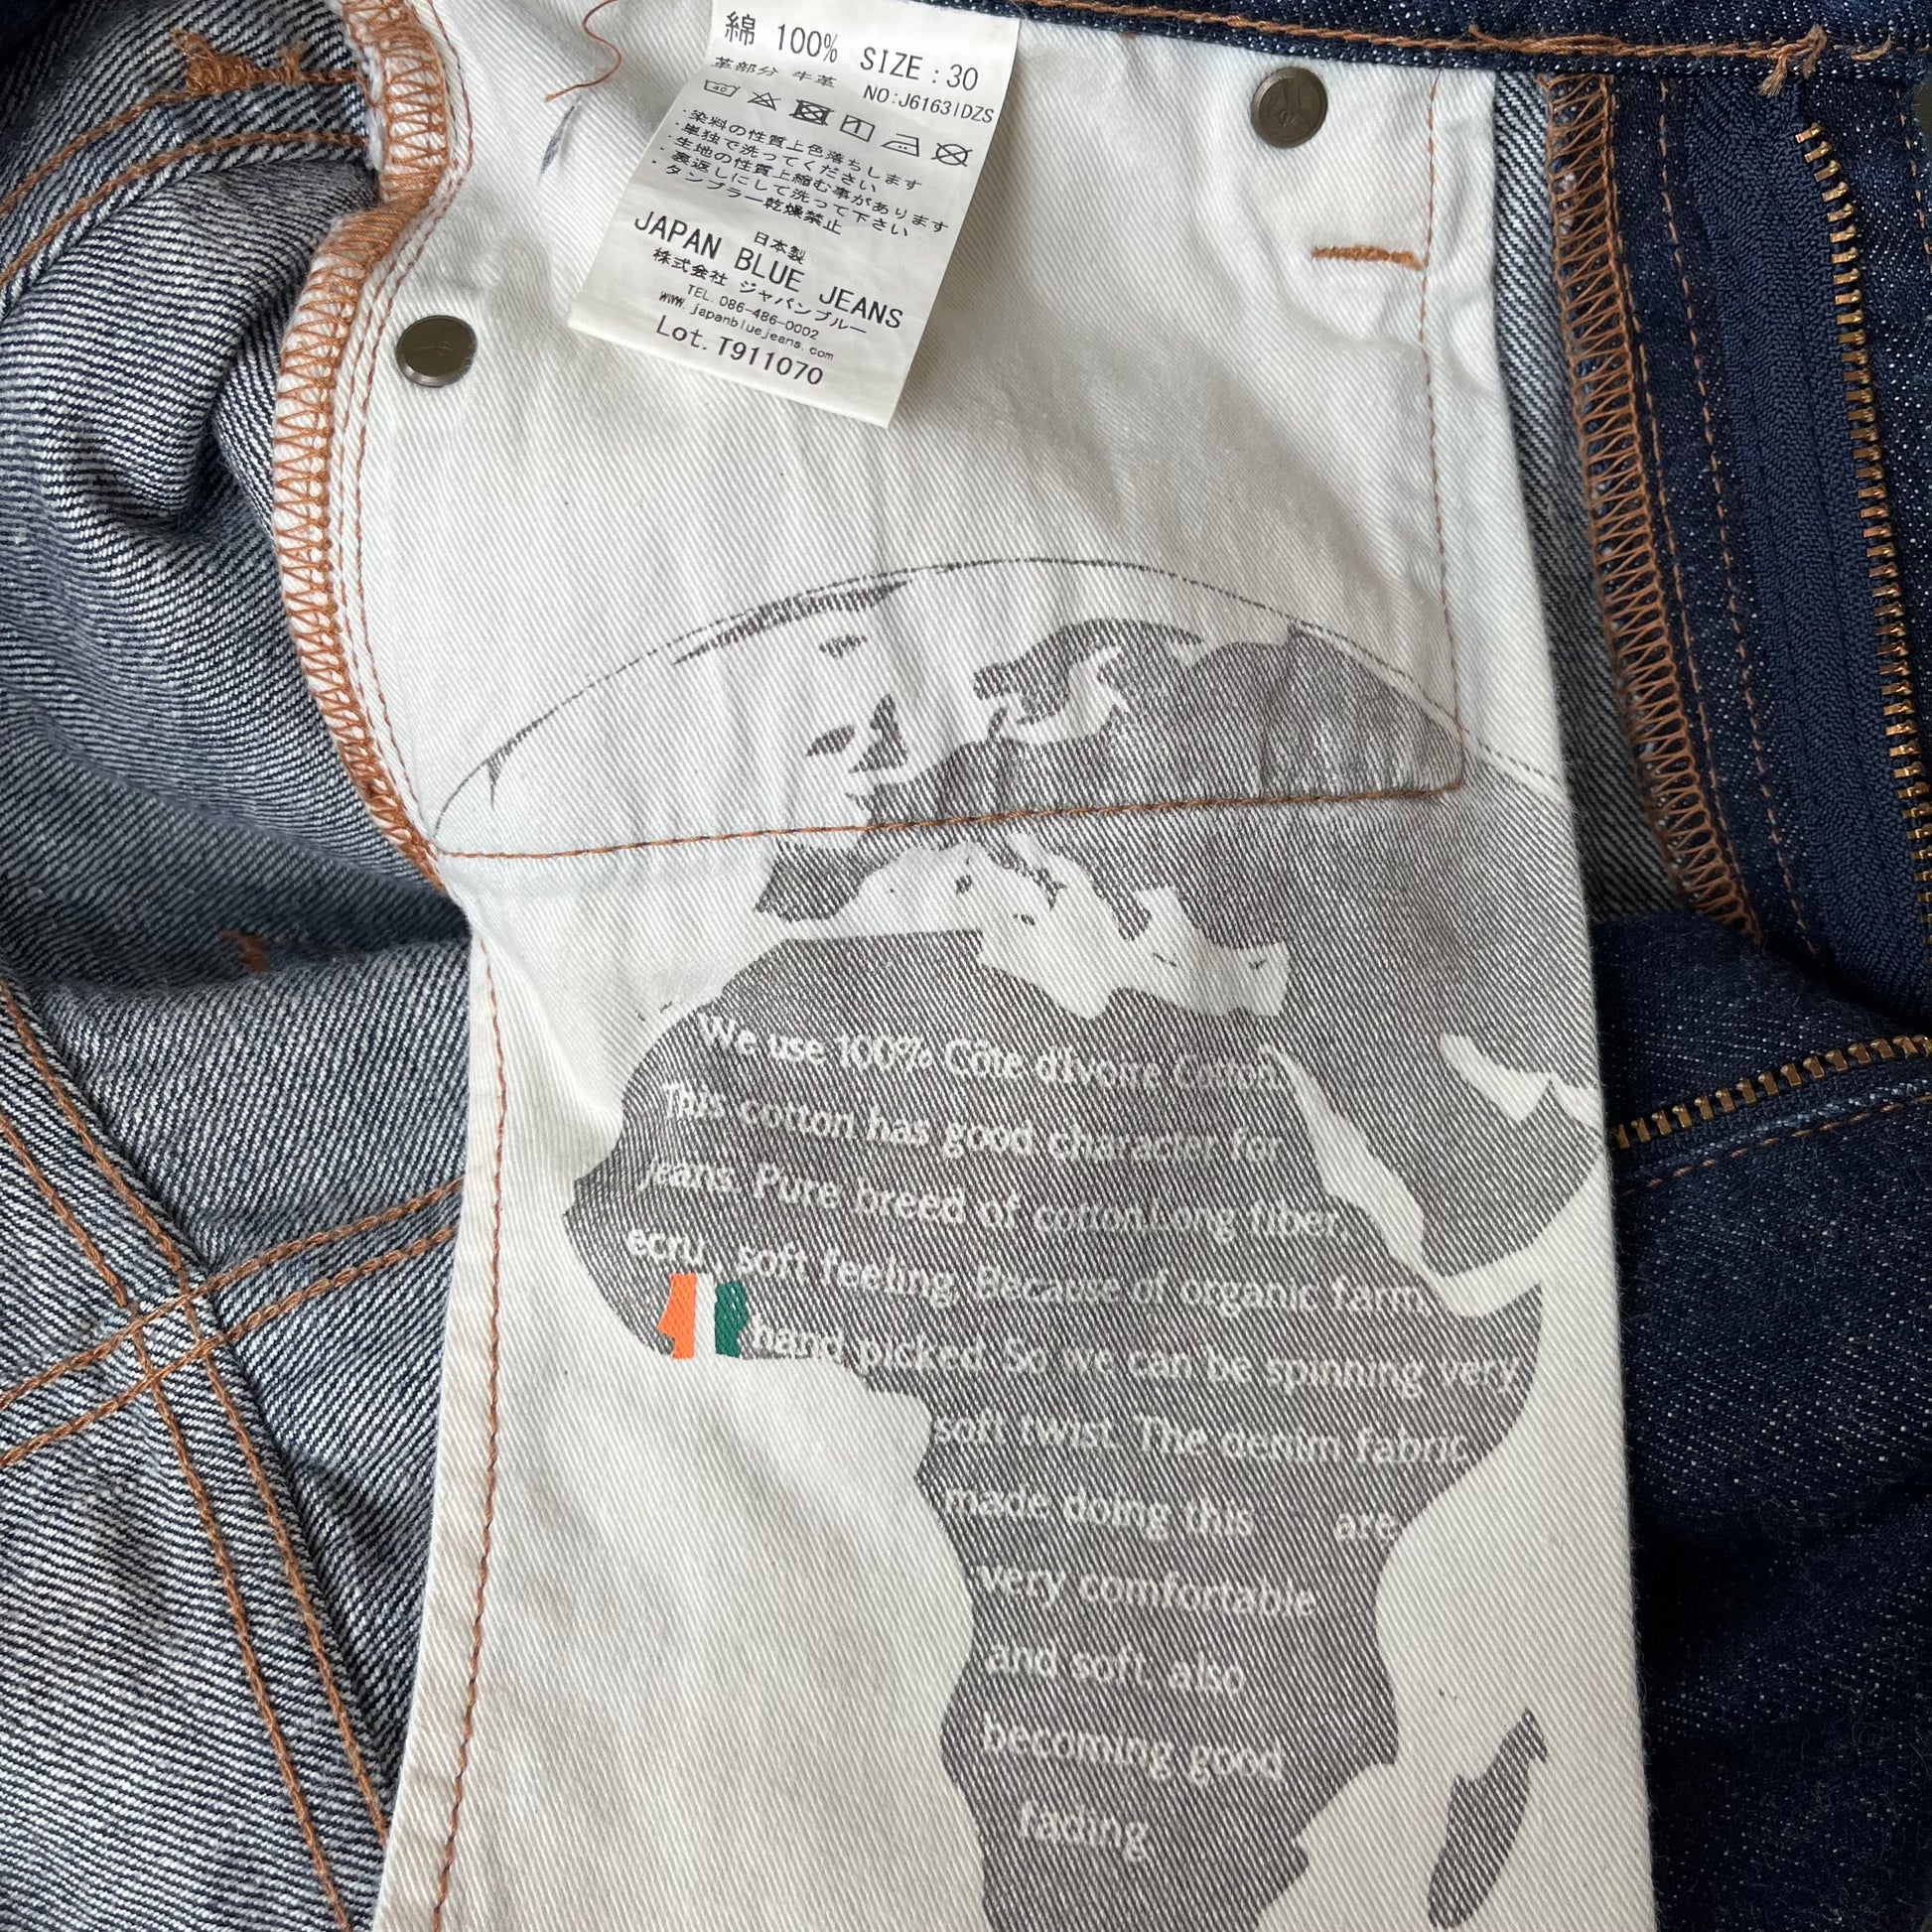 綿 100% SIZE : 30
革部分 牛革 NO:J6163IDZS
40
・染料の性質上色落ちします
・単独で洗ってください
・生地の性質上縮む事があります
・裏返しにして洗って下さい
タンブラー乾燥禁止
日本製
JAPAN BLUE JEANS
株式会社 ジャパンブルー
TEL.086-486-0002
www.japanbluejeans.com
Lot.T911070
We use 100% Côte d'Ivoire Cotton.
This cotton has good character for
jeans. Pure breed of cotton.Long fiber,
ecru, soft feeling. Because of organic farm,
hand picked. So we can be spinning very
soft twist. The denim fabric
made doing this are
very comfortable
and soft, also
becoming good
fading